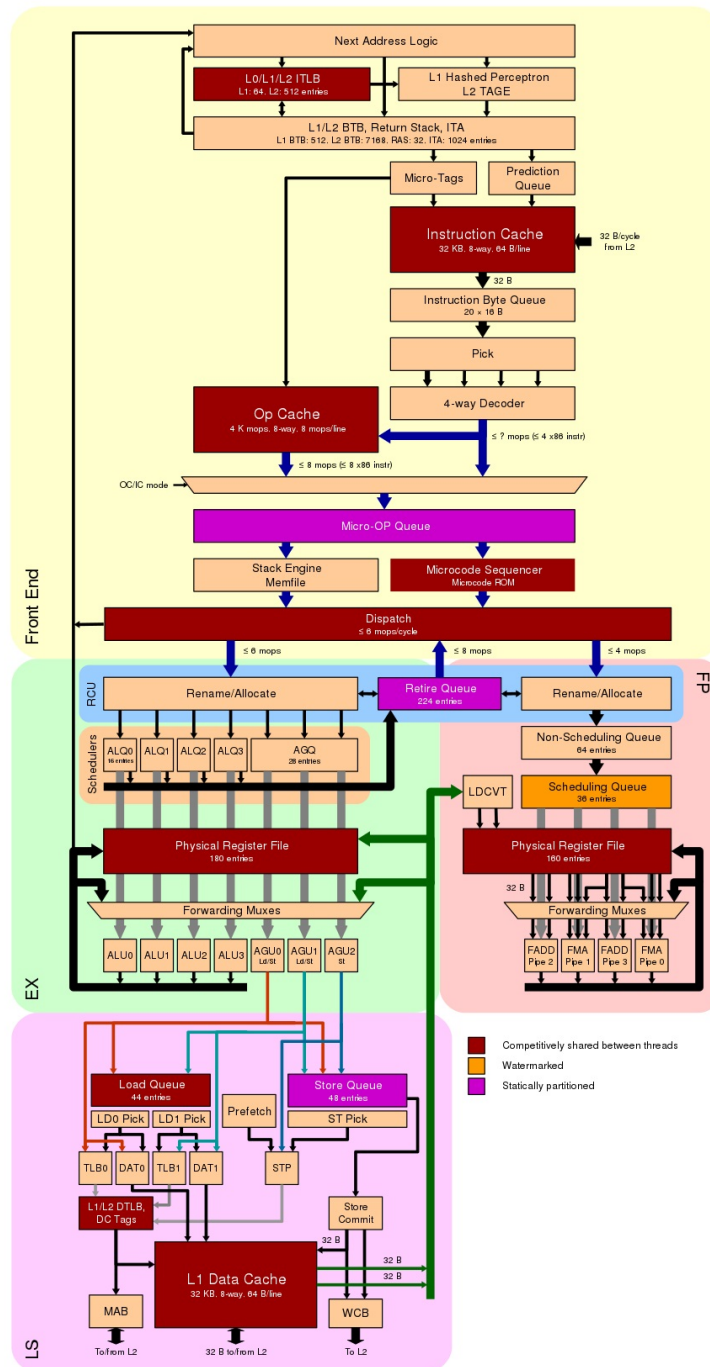 Next Address Logic
L0/L1/L2 ITLB
L1: 64. L2: 512 entries
L1 Hashed Perceptron
L2 TAGE
L1/L2 BTB, Return Stack, ITA
L1 BTB: 512. L2 BTB: 7168. RAS: 32. ITA: 1024 entries
Micro-Tags
Prediction
Queue
Instruction Cache
32 KB. 8-way. 64 B/line
32 B/cycle
from L2
32 B
Instruction Byte Queue
20 × 16 B
Pick
Op Cache
4 K mops. 8-way. 8 mops/line
4-way Decoder
≤ ? mops (≤ 4 x86 instr)
≤ 8 mops (≤ 8 x86 instr)
OC/IC mode
Micro-OP Queue
Stack Engine
Memfile
Microcode Sequencer
Microcode ROM
Front End
Dispatch
≤ 6 mops/cycle
≤ 6 mops
≤ 8 mops
≤ 4 mops
FP
RCU
Rename/Allocate
Retire Queue
224 entries
Rename/Allocate
Schedulers
ALQ0
16 entries
ALQ1
ALQ2
ALQ3
AGQ
28 entries
Non-Scheduling Queue
64 entries
LDCVT
Scheduling Queue
36 entries
Physical Register File
180 entries
Physical Register File
160 entries
32 B
Forwarding Muxes
Forwarding Muxes
EX
ALU0
ALU1
ALU2
ALU3
AGU0
Ld/St
AGU1
Ld/St
AGU2
St
FADD
Pipe 2
FMA
Pipe 1
FADD
Pipe 3
FMA
Pipe 0
Competitively shared between threads
Watermarked
Statically partitioned
Load Queue
44 entries
Store Queue
48 entries
LD0 Pick
LD1 Pick
Prefetch
ST Pick
TLB0
DAT0
TLB1
DAT1
STP
L1/L2 DTLB,
DC Tags
Store
Commit
32 B
L1 Data Cache
32 KB. 8-way. 64 B/line
32 B
32 B
MAB
WCB
LS
To/from L2
32 B to/from L2
To L2